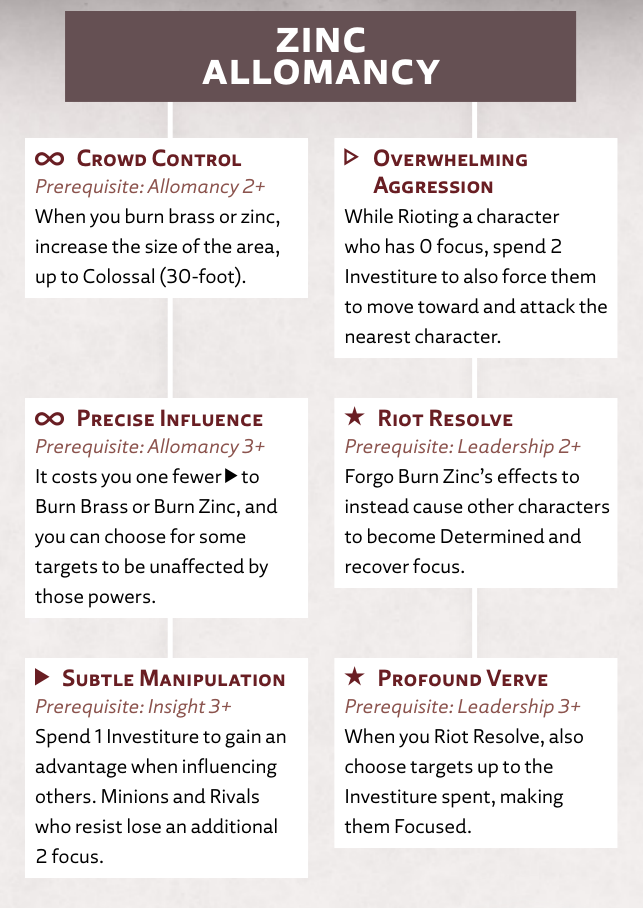 ZINC
ALLOMANCY
∞ Crowd Control
Prerequisite: Allomancy 2+
When you burn brass or zinc,
increase the size of the area,
up to Colossal (30-foot).
▷ Overwhelming
Aggression
While Rioting a character
who has 0 focus, spend 2
Investiture to also force them
to move toward and attack the
nearest character.
∞ Precise Influence
Prerequisite: Allomancy 3+
It costs you one fewer ▶ to
Burn Brass or Burn Zinc, and
you can choose for some
targets to be unaffected by
those powers.
★ Riot Resolve
Prerequisite: Leadership 2+
Forgo Burn Zinc’s effects to
instead cause other characters
to become Determined and
recover focus.
▶ Subtle Manipulation
Prerequisite: Insight 3+
Spend 1 Investiture to gain an
advantage when influencing
others. Minions and Rivals
who resist lose an additional
2 focus.
★ Profound Verve
Prerequisite: Leadership 3+
When you Riot Resolve, also
choose targets up to the
Investiture spent, making
them Focused.